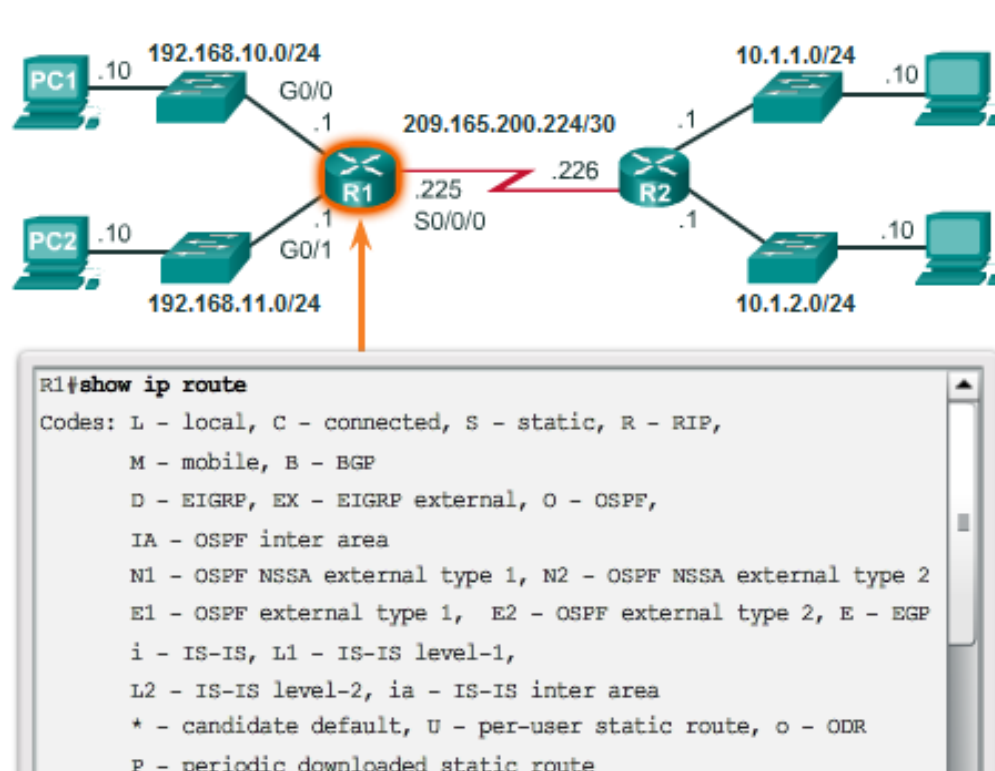 192.168.10.0/24
10.1.1.0/24
PC1
.10
G0/0
.10
.1
209.165.200.224/30
.1
R1
.225
.226
R2
S0/0/0
PC2
.10
.1
G0/1
.1
.10
192.168.11.0/24
10.1.2.0/24
R1#show ip route
Codes: L - local, C - connected, S - static, R - RIP,
M - mobile, B - BGP
D - EIGRP, EX - EIGRP external, O - OSPF,
IA - OSPF inter area
N1 - OSPF NSSA external type 1, N2 - OSPF NSSA external type 2
E1 - OSPF external type 1, E2 - OSPF external type 2, E - EGP
i - IS-IS, L1 - IS-IS level-1,
L2 - IS-IS level-2, ia - IS-IS inter area
* - candidate default, U - per-user static route, o - ODR
P - periodic downloaded static route